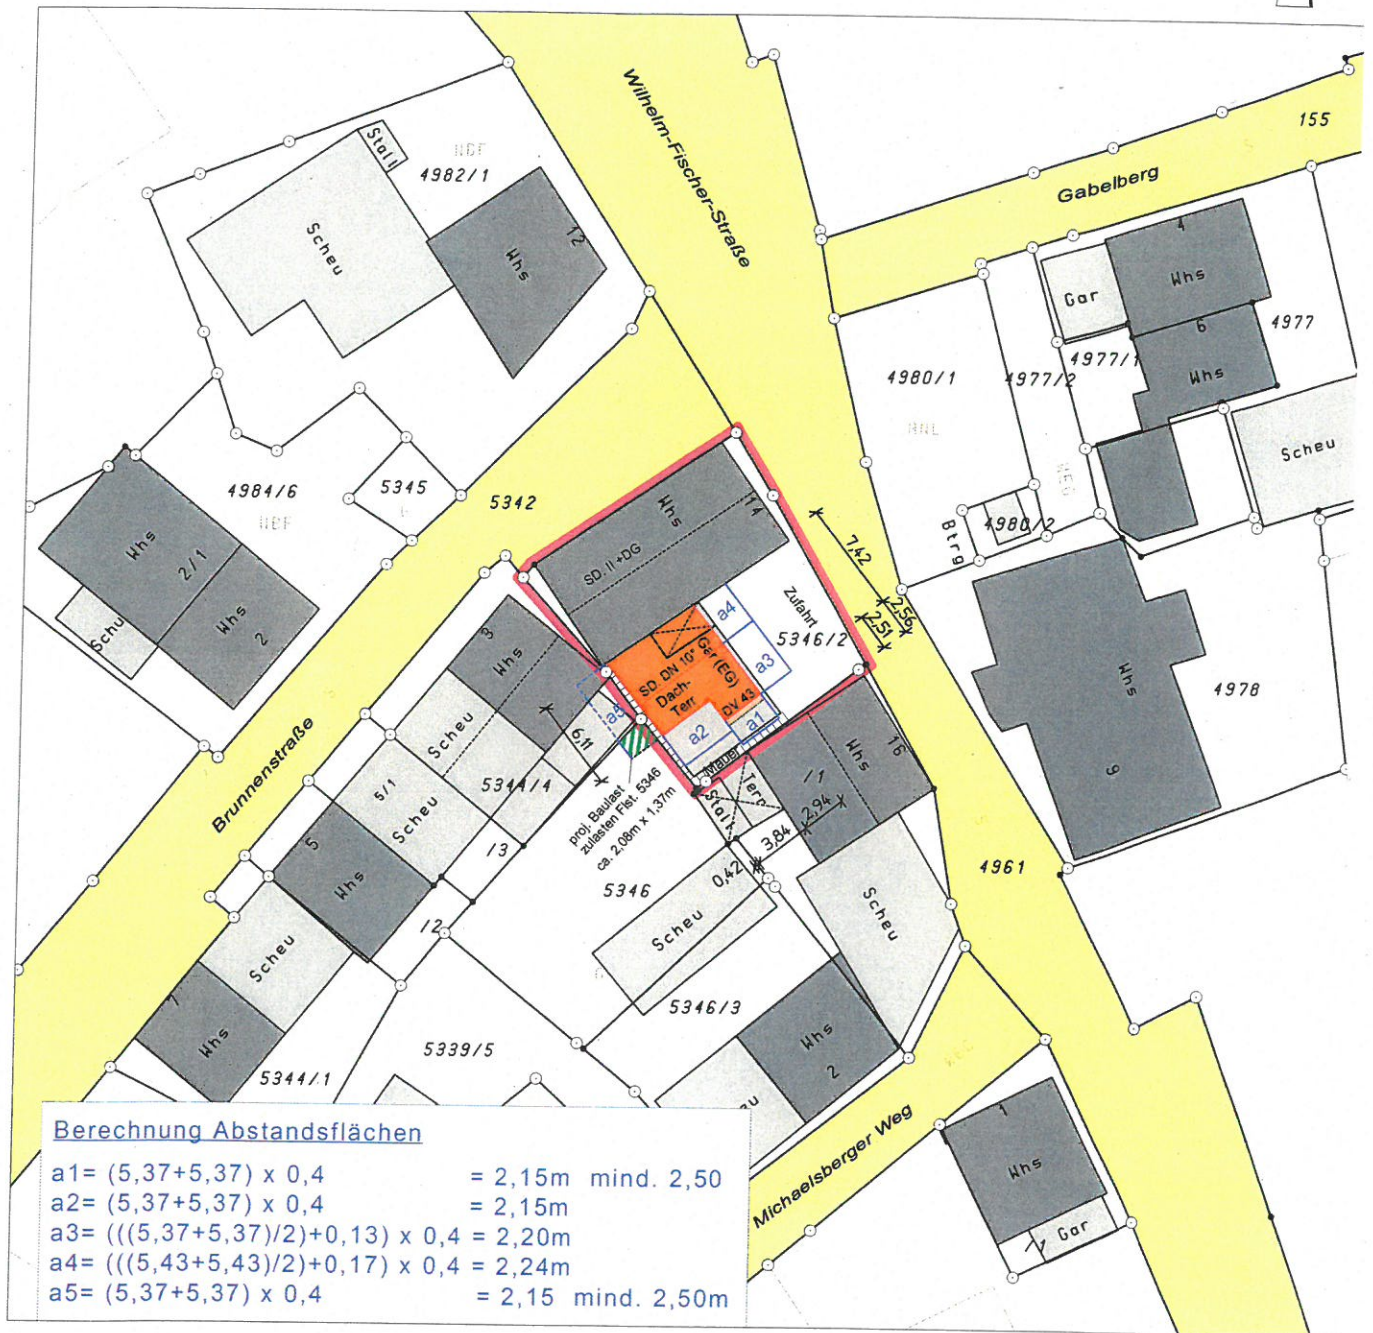 Wilhelm-Fischer-Straße
155
Gabelberg
Stall
NBF
4982/1
Scheu
12
Whs
4
Whs
Gar
6
4977
Whs
4977/1
4977/2
4980/1
Scheu
4984/6
NBF
5345
5342
Whs
2/1
Whs
2
Schu
Whs
14
SD. II+DG
4980/2
Btrg
7,42
2,56
2,51
Zufahrt
5346/2
a4
a3
Gar (EG)
SD. DN 10°
Dach-
Terr
DV 43
a1
a2
a5
Mauer
3
Whs
Scheu
6,11
5344/4
5/1
Scheu
5
Whs
/3
/2
Brunnenstraße
proj. Baulast
zulasten Flst. 5346
ca. 2,08m x 1,37m
Stall
Terr
/1
Whs
16
2,94
3,84
0,42
5346
Scheu
Scheu
Whs
9
4978
4961
Scheu
7
Whs
5346/3
Whs
2
5339/5
5344/1
Michaelsberger Weg
1
Whs
/1
Gar
Berechnung Abstandsflächen
a1= (5,37+5,37) x 0,4 = 2,15m mind. 2,50
a2= (5,37+5,37) x 0,4 = 2,15m
a3= (((5,37+5,37)/2)+0,13) x 0,4 = 2,20m
a4= (((5,43+5,43)/2)+0,17) x 0,4 = 2,24m
a5= (5,37+5,37) x 0,4 = 2,15 mind. 2,50m